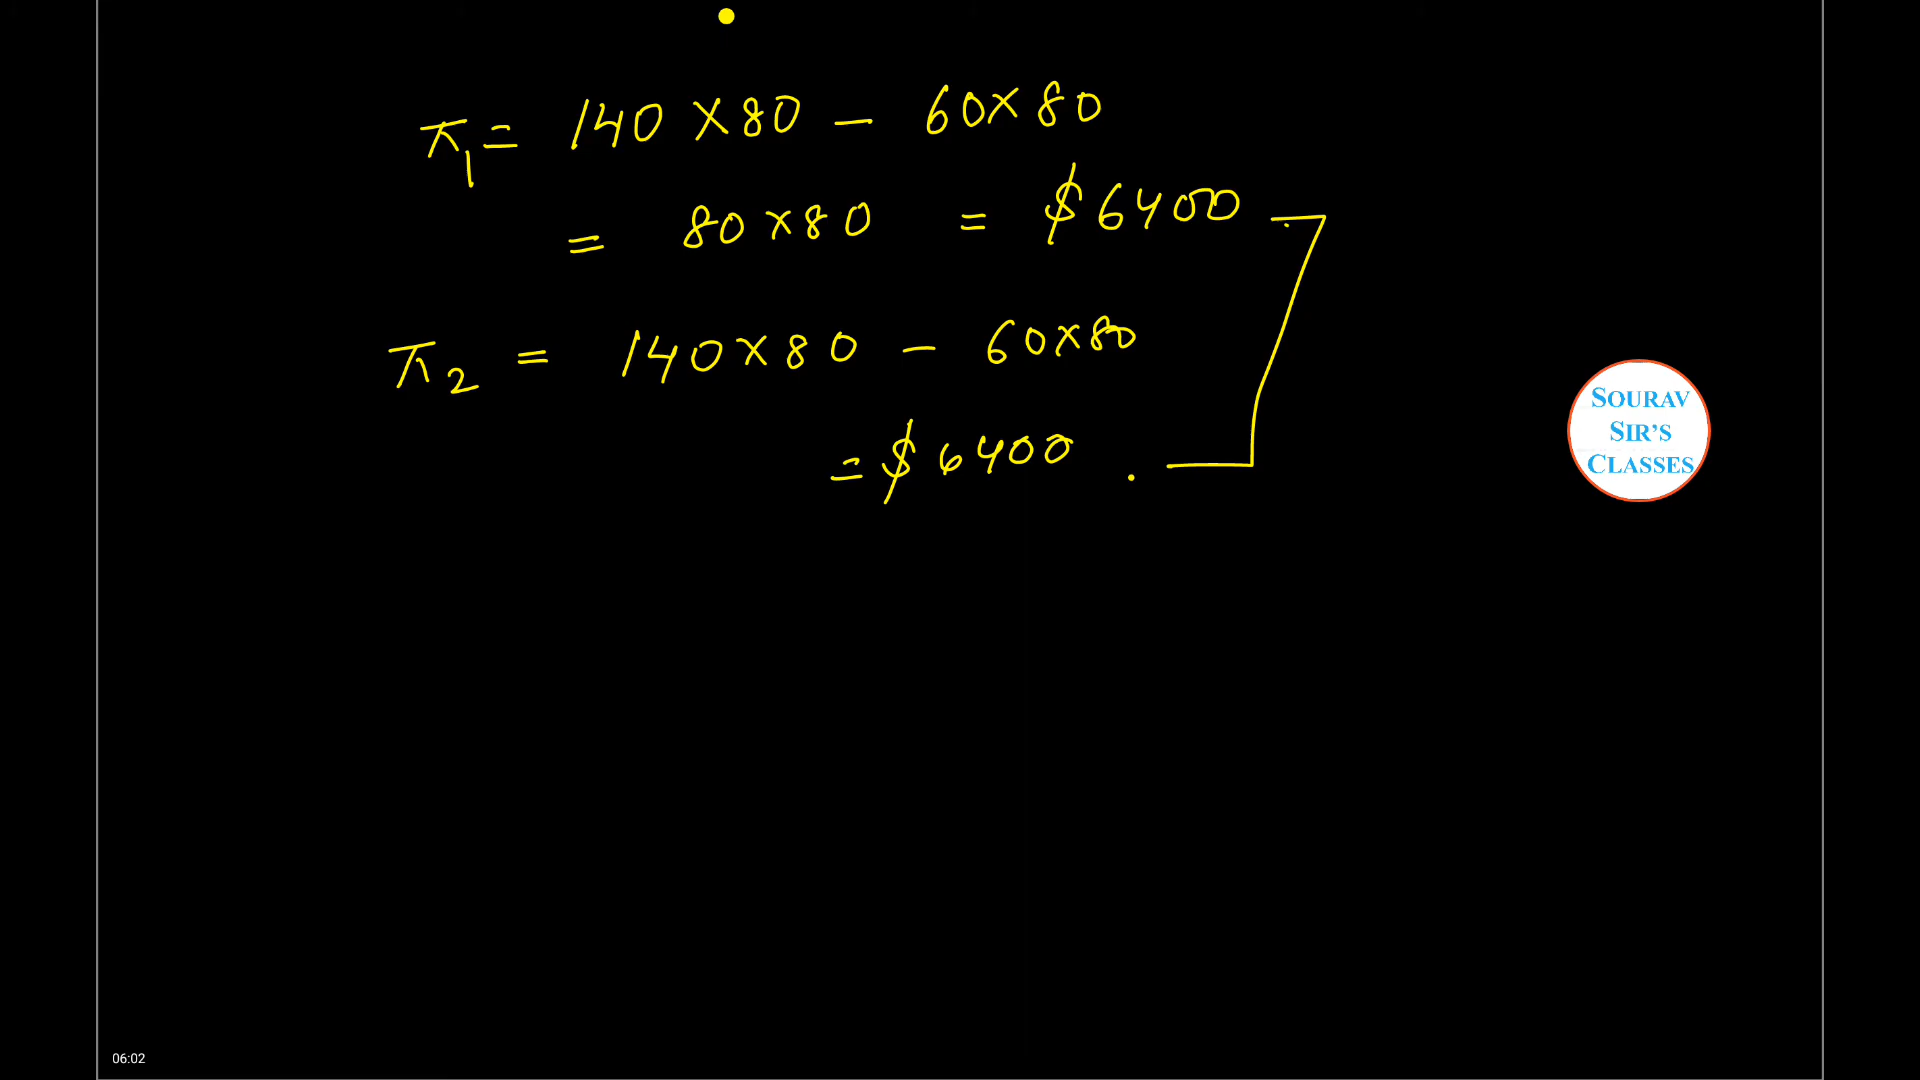 π₁ = 140 × 80 - 60 × 80
= 80 × 80 = $6400
π₂ = 140 × 80 - 60 × 80
= $6400 .
SOURAV
SIR'S
CLASSES
06:02